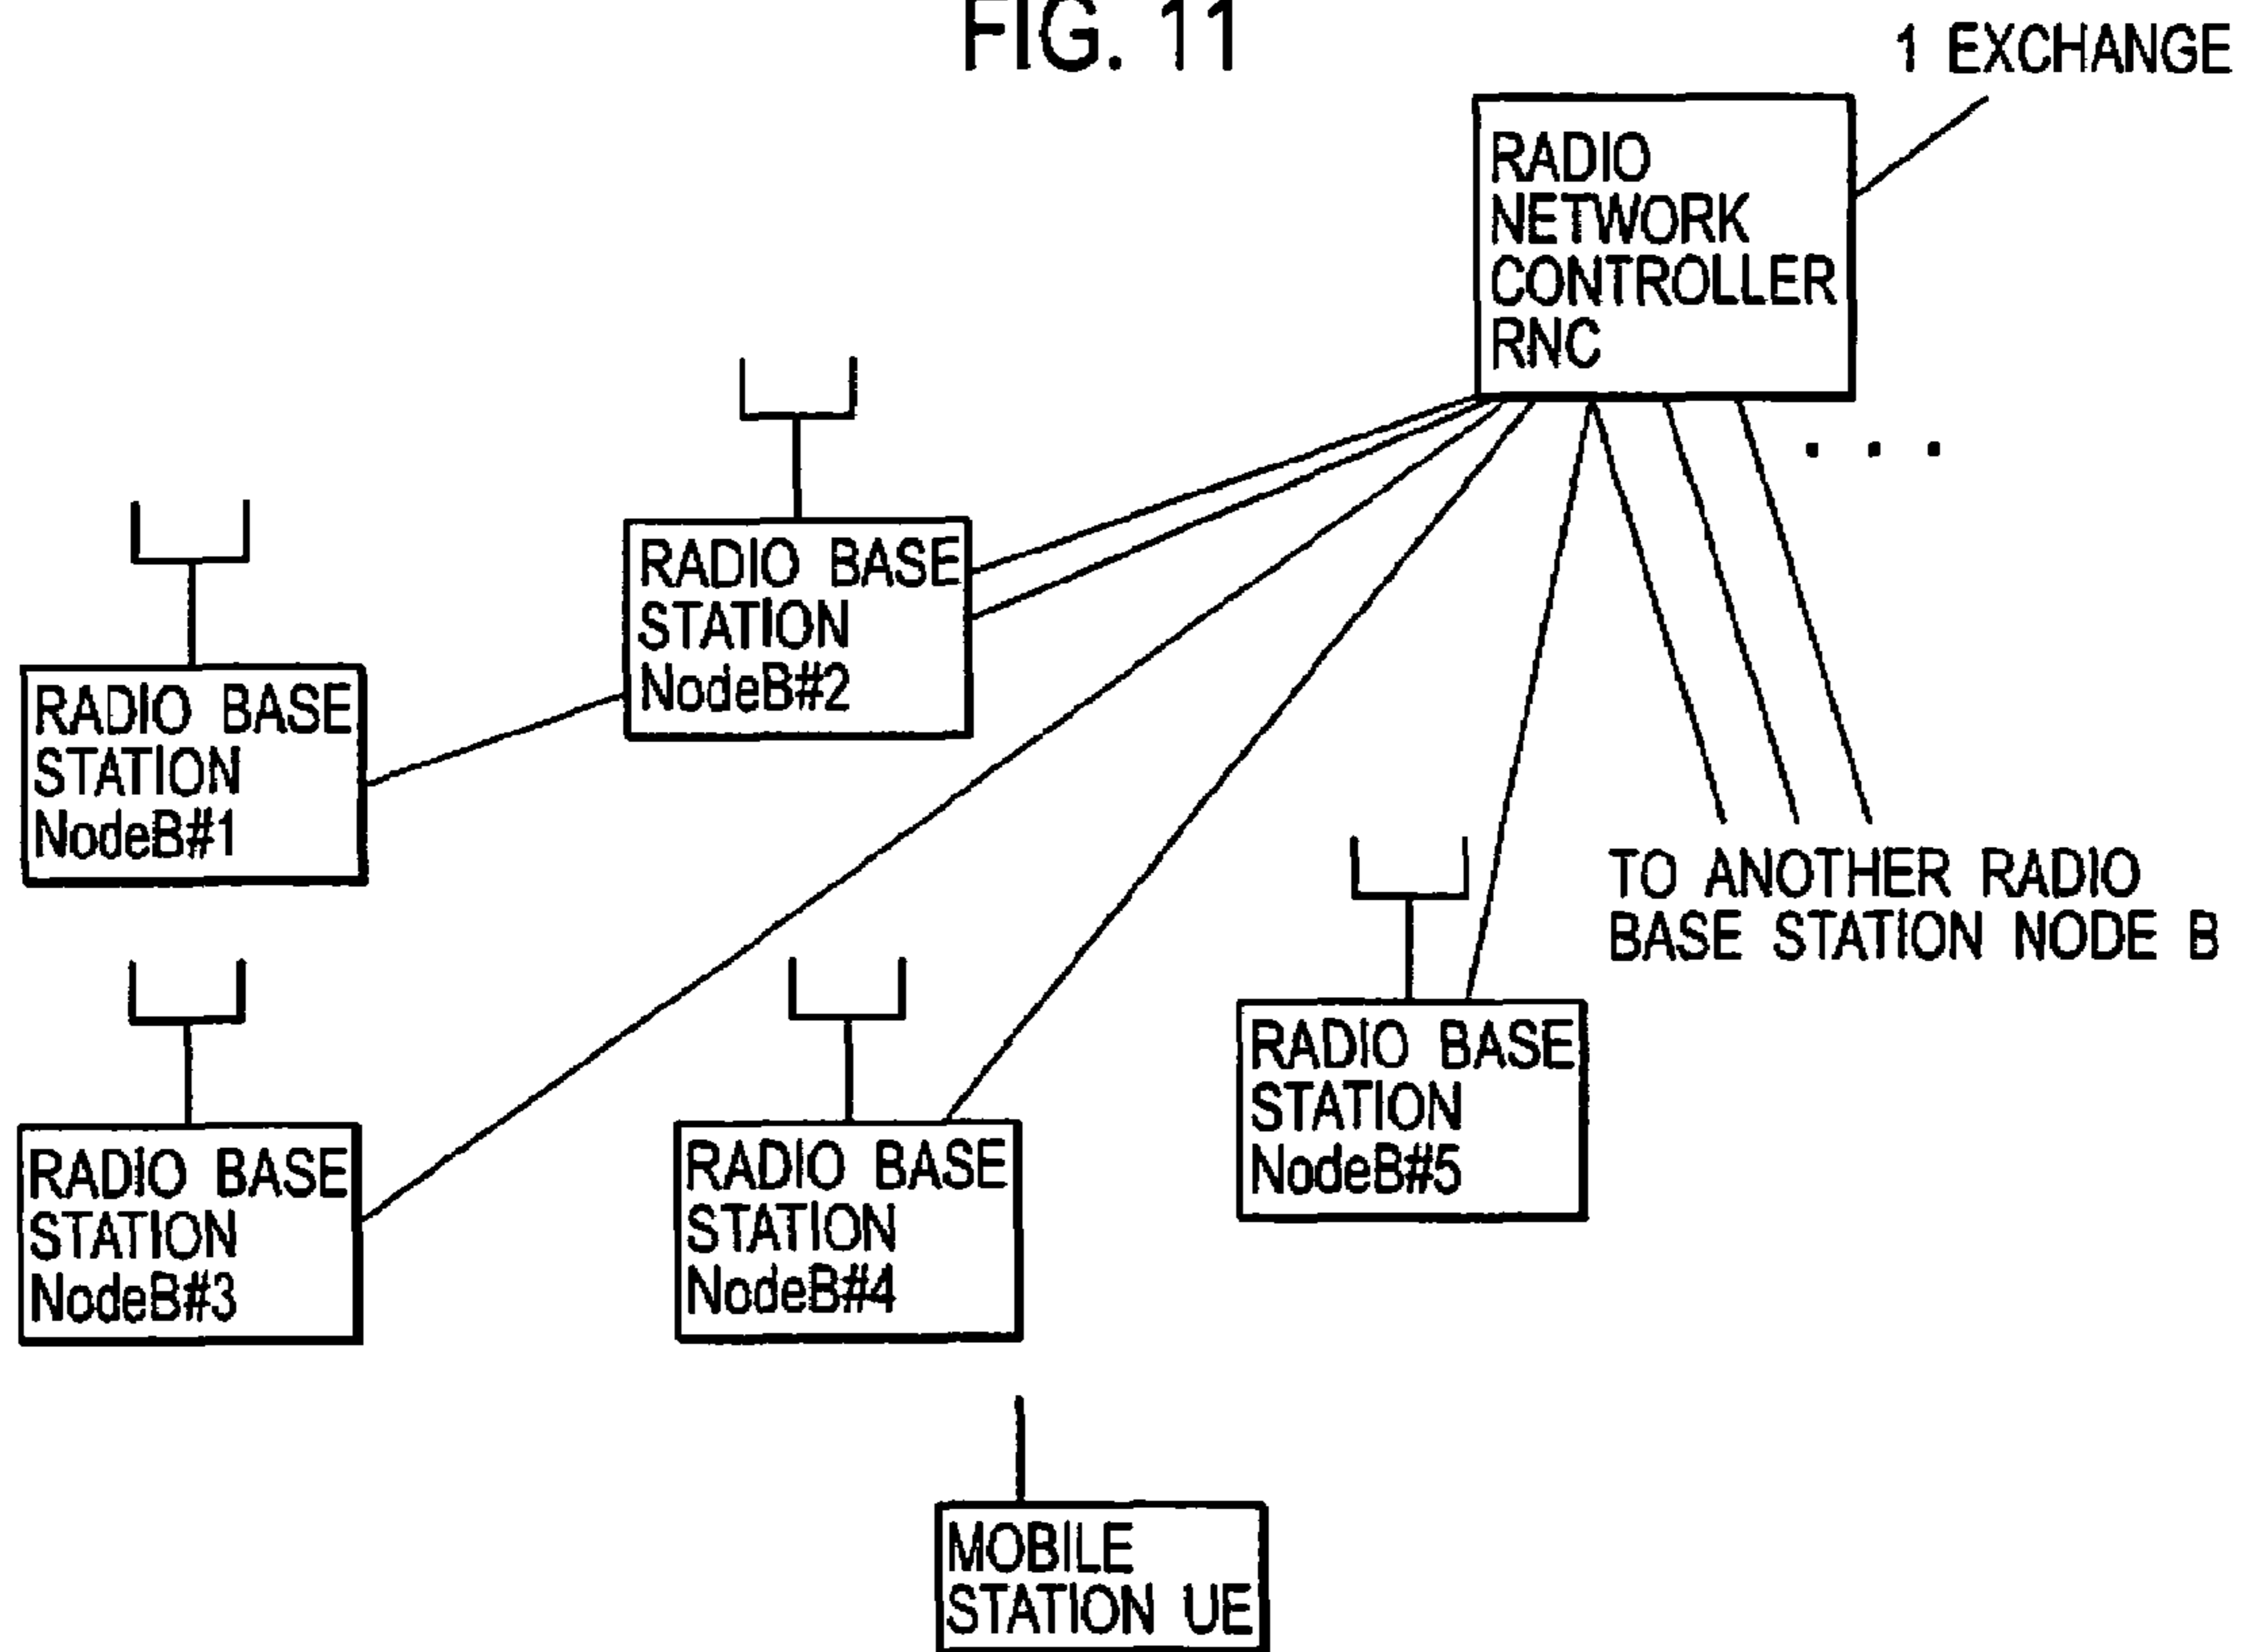 FIG. 11
1 EXCHANGE
RADIO
NETWORK
CONTROLLER
RNC
. . .
RADIO BASE
STATION
NodeB#2
RADIO BASE
STATION
NodeB#1
TO ANOTHER RADIO
BASE STATION NODE B
RADIO BASE
STATION
NodeB#5
RADIO BASE
STATION
NodeB#3
RADIO BASE
STATION
NodeB#4
MOBILE
STATION UE